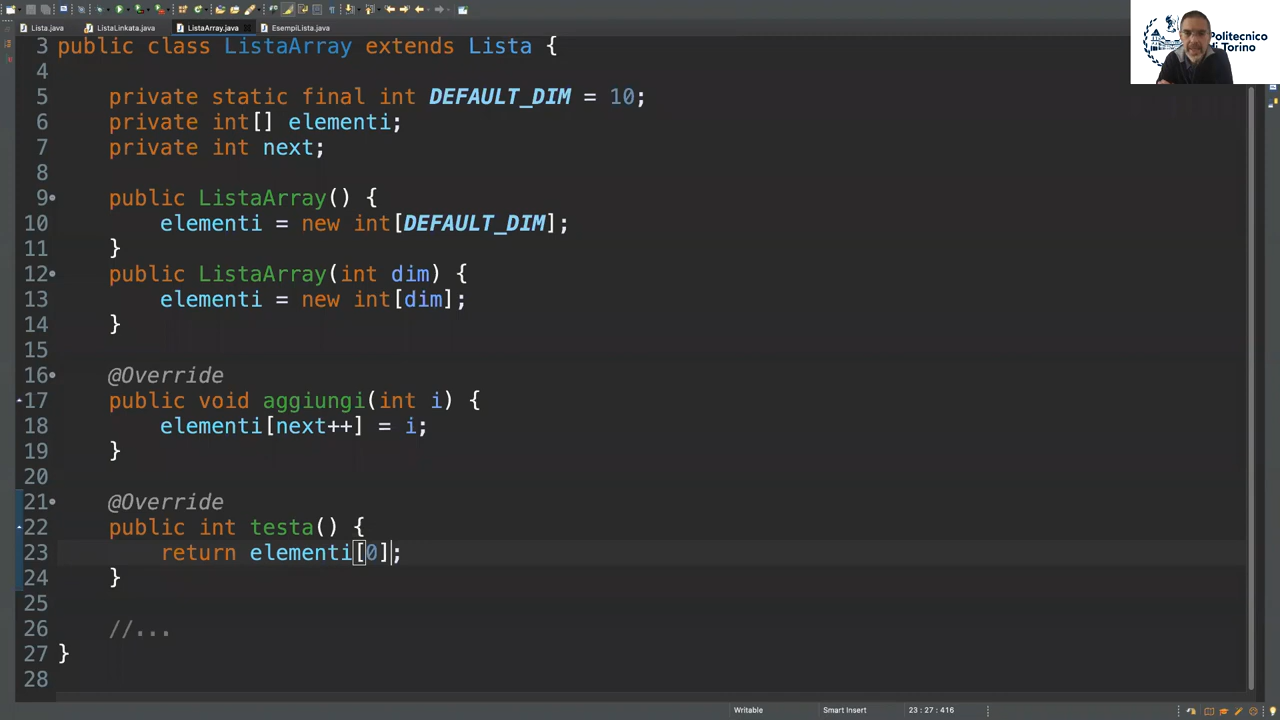 Lista.java ListaLinkata.java ListaArray.java EsempiLista.java
Politecnico
di Torino
3 public class ListaArray extends Lista {
4
5 private static final int DEFAULT_DIM = 10;
6 private int[] elementi;
7 private int next;
8
9 public ListaArray() {
10 elementi = new int[DEFAULT_DIM];
11 }
12 public ListaArray(int dim) {
13 elementi = new int[dim];
14 }
15
16 @Override
17 public void aggiungi(int i) {
18 elementi[next++] = i;
19 }
20
21 @Override
22 public int testa() {
23 return elementi[0];
24 }
25
26 //...
27 }
28
Writable Smart Insert 23 : 27 : 416